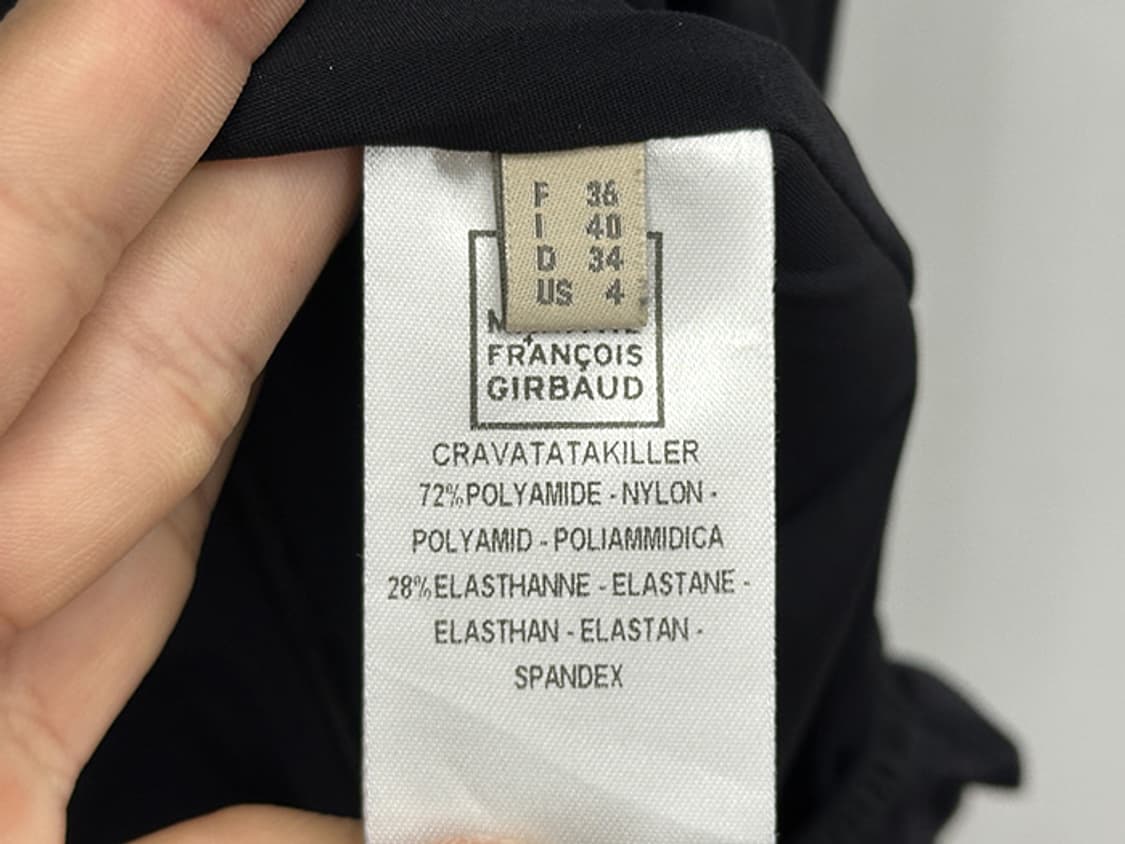 F 36
I 40
D 34
US 4
FRANÇOIS
GIRBAUD
CRAVATATAKILLER
72%POLYAMIDE - NYLON -
POLYAMID - POLIAMMIDICA
28%ELASTHANNE - ELASTANE -
ELASTHAN - ELASTAN -
SPANDEX